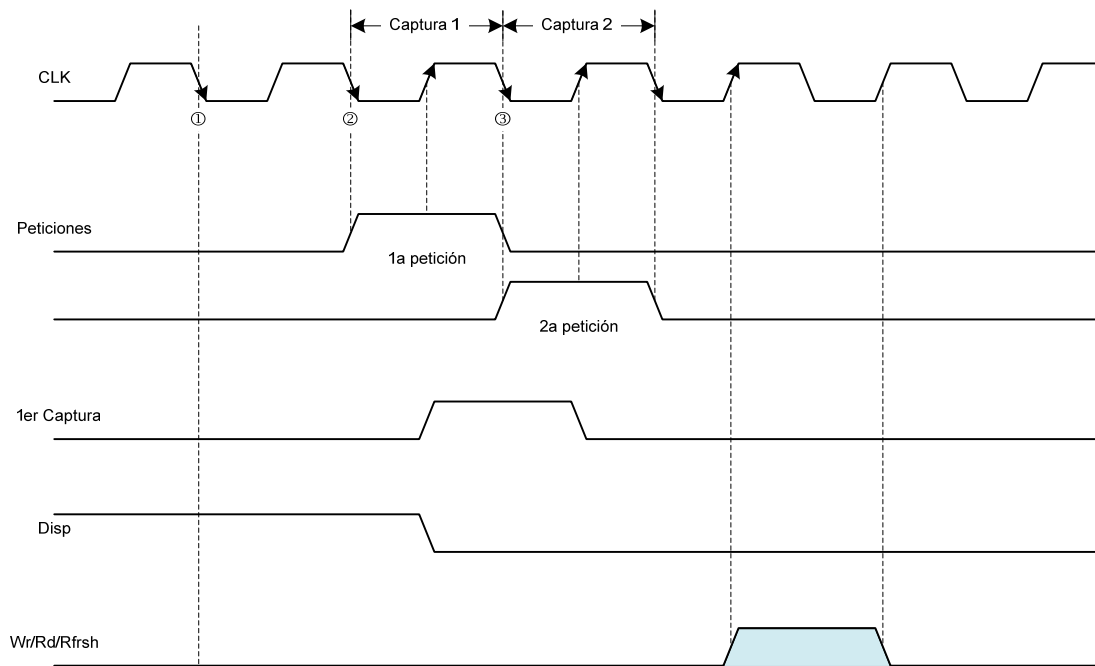 Captura 1
Captura 2
CLK
①
②
③
Peticiones
1a petición
2a petición
1er Captura
Disp
Wr/Rd/Rfrsh